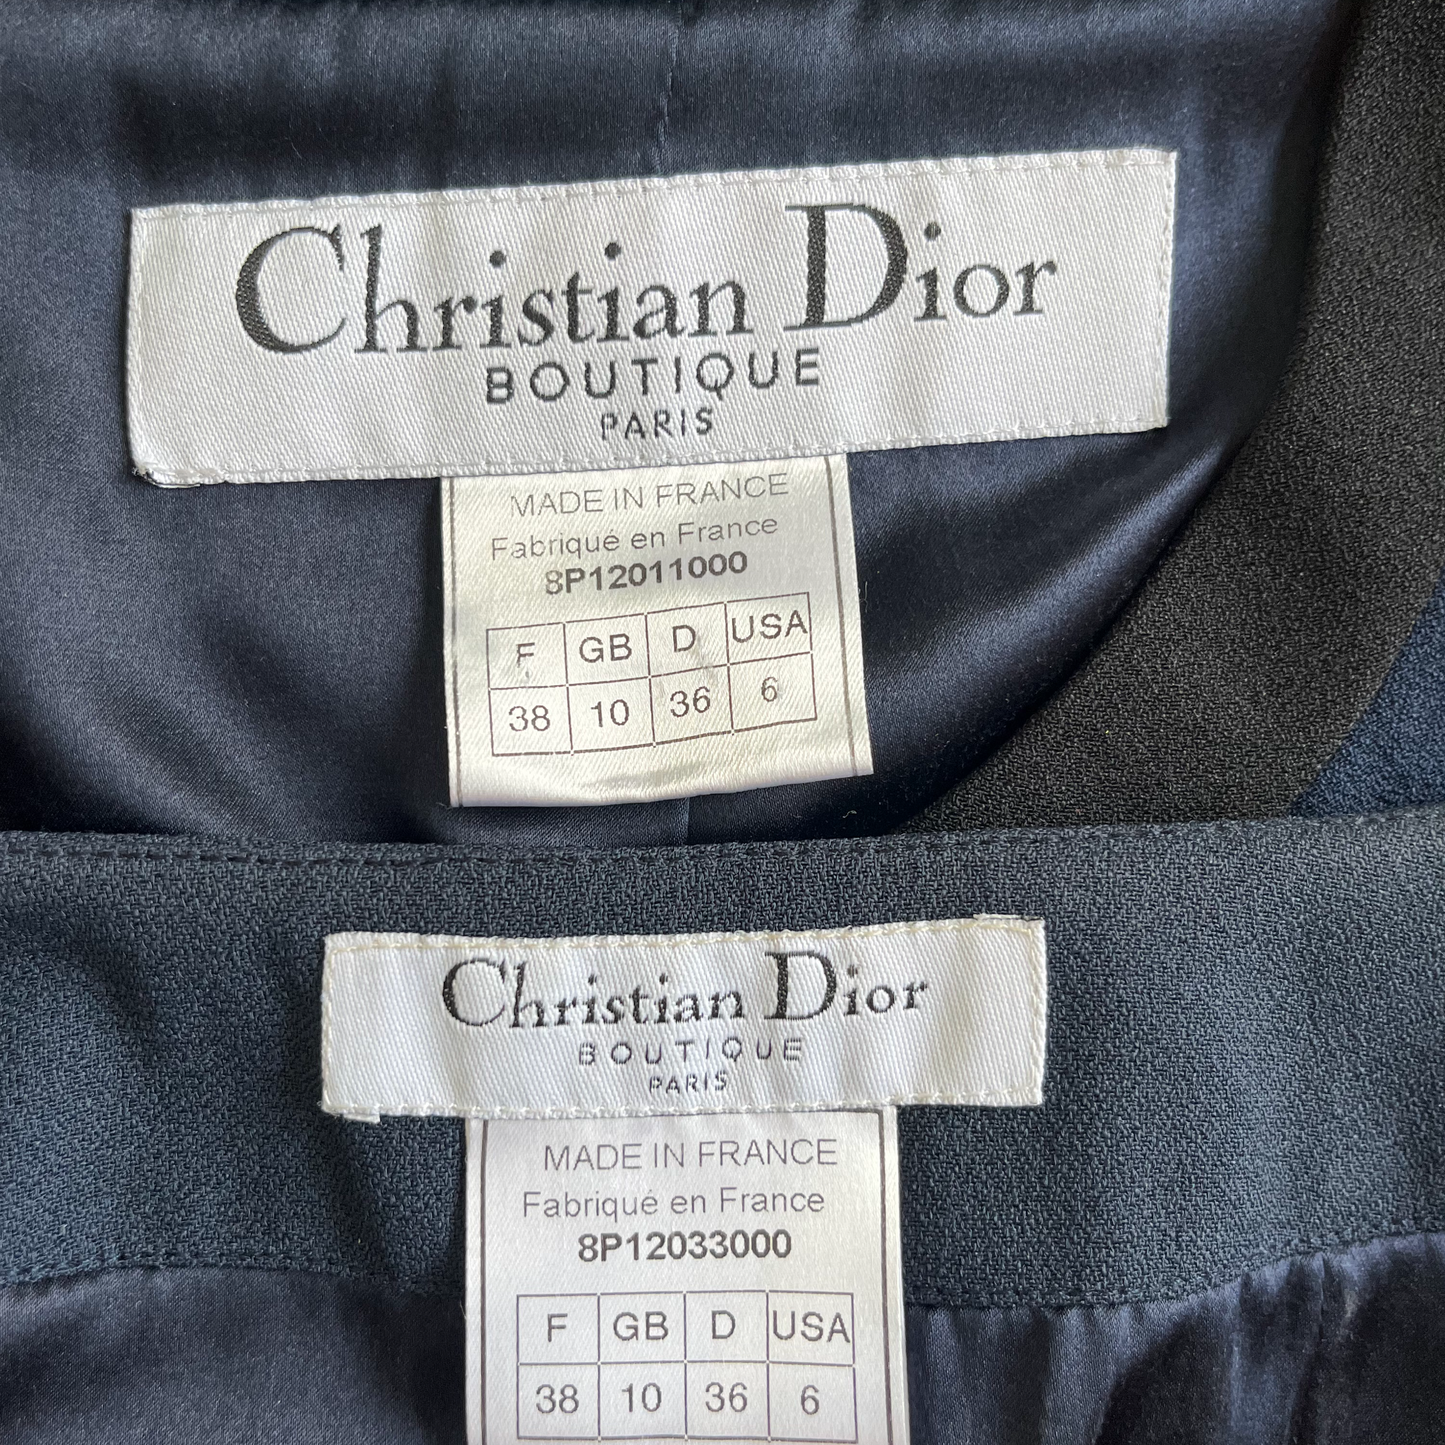 Christian Dior
BOUTIQUE
PARIS
MADE IN FRANCE
Fabriqué en France
8P12011000
F GB D USA
38 10 36 6
Christian Dior
BOUTIQUE
PARIS
MADE IN FRANCE
Fabriqué en France
8P12033000
F GB D USA
38 10 36 6